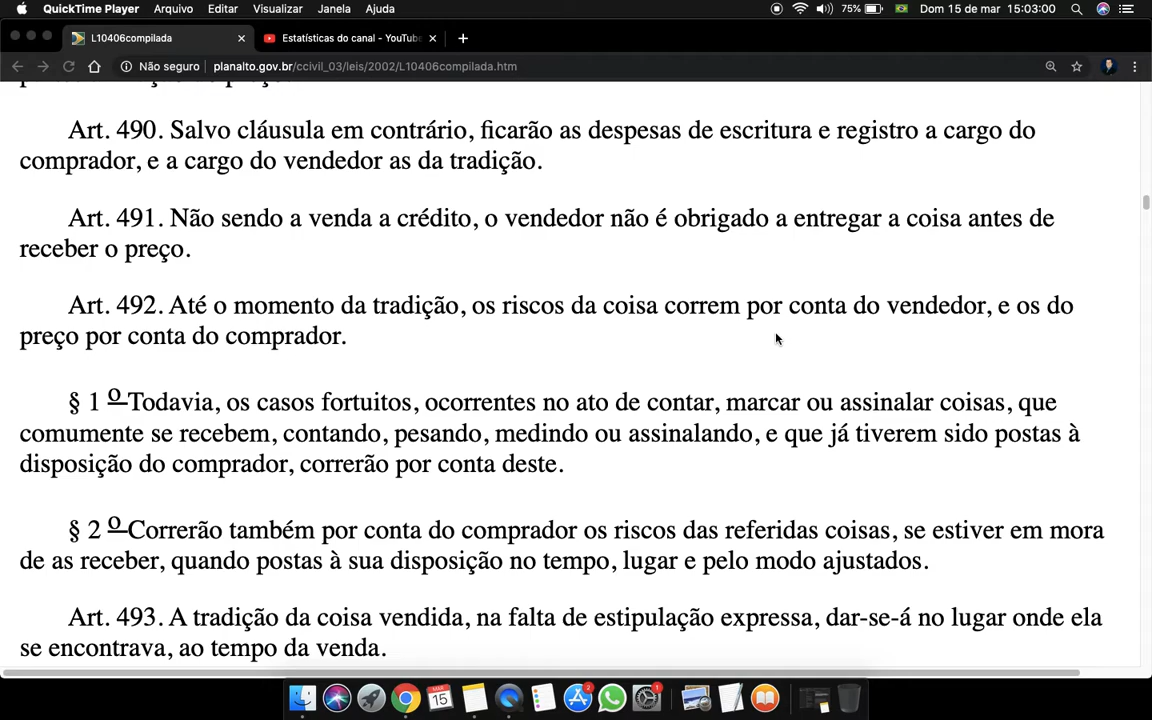 QuickTime Player Arquivo Editar Visualizar Janela Ajuda 75% Dom 15 de mar 15:03:00
L10406compilada Estatísticas do canal - YouTub
Não seguro planalto.gov.br/ccivil_03/leis/2002/L10406compilada.htm
Art. 490. Salvo cláusula em contrário, ficarão as despesas de escritura e registro a cargo do
comprador, e a cargo do vendedor as da tradição.
Art. 491. Não sendo a venda a crédito, o vendedor não é obrigado a entregar a coisa antes de
receber o preço.
Art. 492. Até o momento da tradição, os riscos da coisa correm por conta do vendedor, e os do
preço por conta do comprador.
§ 1 o Todavia, os casos fortuitos, ocorrentes no ato de contar, marcar ou assinalar coisas, que
comumente se recebem, contando, pesando, medindo ou assinalando, e que já tiverem sido postas à
disposição do comprador, correrão por conta deste.
§ 2 o Correrão também por conta do comprador os riscos das referidas coisas, se estiver em mora
de as receber, quando postas à sua disposição no tempo, lugar e pelo modo ajustados.
Art. 493. A tradição da coisa vendida, na falta de estipulação expressa, dar-se-á no lugar onde ela
se encontrava, ao tempo da venda.
MAR
15
2
1